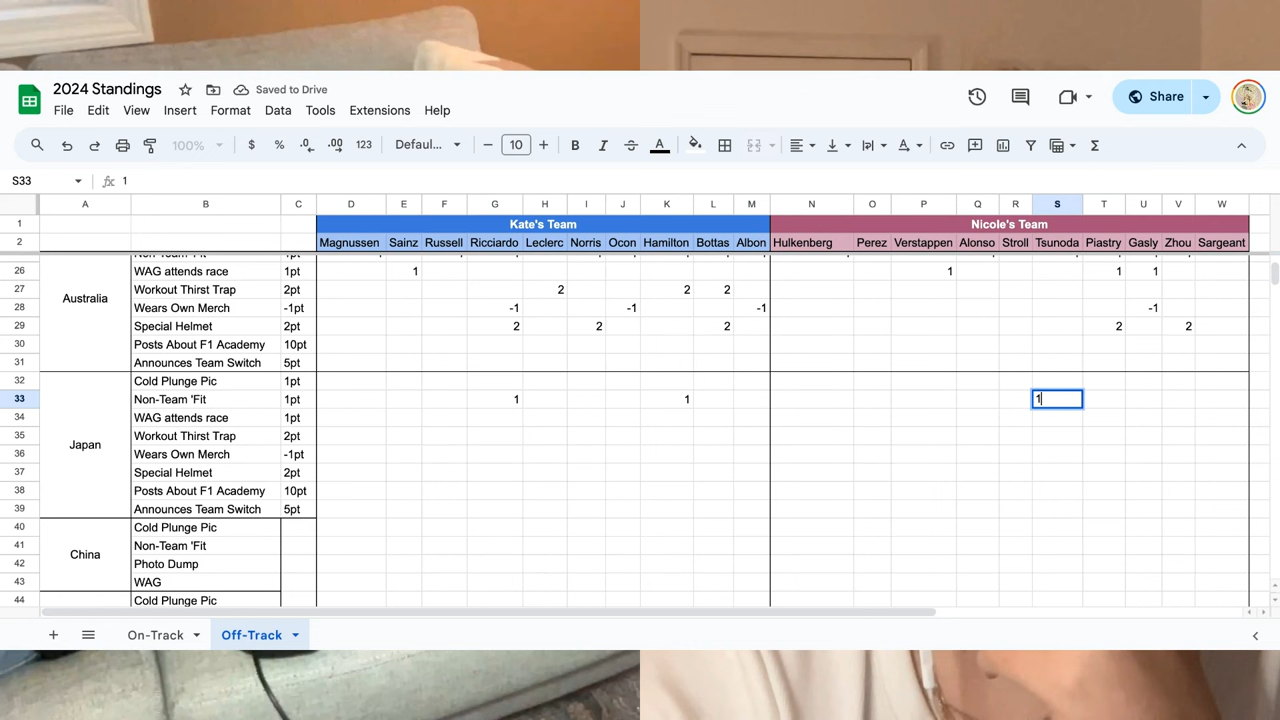 2024 Standings Saved to Drive
File Edit View Insert Format Data Tools Extensions Help
Share
100% $ % .0 .00 123 Defaul... 10 B I A Σ
S33 fx 1
A B C D E F G H I J K L M N O P Q R S T U V W
1 Kate's Team Nicole's Team
2 Magnussen Sainz Russell Ricciardo Leclerc Norris Ocon Hamilton Bottas Albon Hulkenberg Perez Verstappen Alonso Stroll Tsunoda Piastry Gasly Zhou Sargeant
Australia
26 WAG attends race 1pt 1 1 1 1
27 Workout Thirst Trap 2pt 2 2 2
28 Wears Own Merch -1pt -1 -1 -1 -1
29 Special Helmet 2pt 2 2 2 2 2
30 Posts About F1 Academy 10pt
31 Announces Team Switch 5pt
Japan
32 Cold Plunge Pic 1pt
33 Non-Team 'Fit 1pt 1 1 1
34 WAG attends race 1pt
35 Workout Thirst Trap 2pt
36 Wears Own Merch -1pt
37 Special Helmet 2pt
38 Posts About F1 Academy 10pt
39 Announces Team Switch 5pt
China
40 Cold Plunge Pic
41 Non-Team 'Fit
42 Photo Dump
43 WAG
44 Cold Plunge Pic
On-Track Off-Track